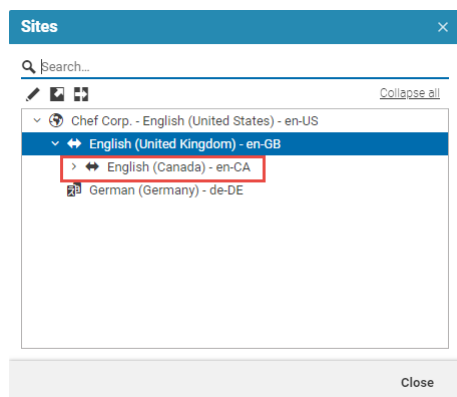 Sites
Search...
Collapse all
Chef Corp. - English (United States) - en-US
English (United Kingdom) - en-GB
English (Canada) - en-CA
German (Germany) - de-DE
Close